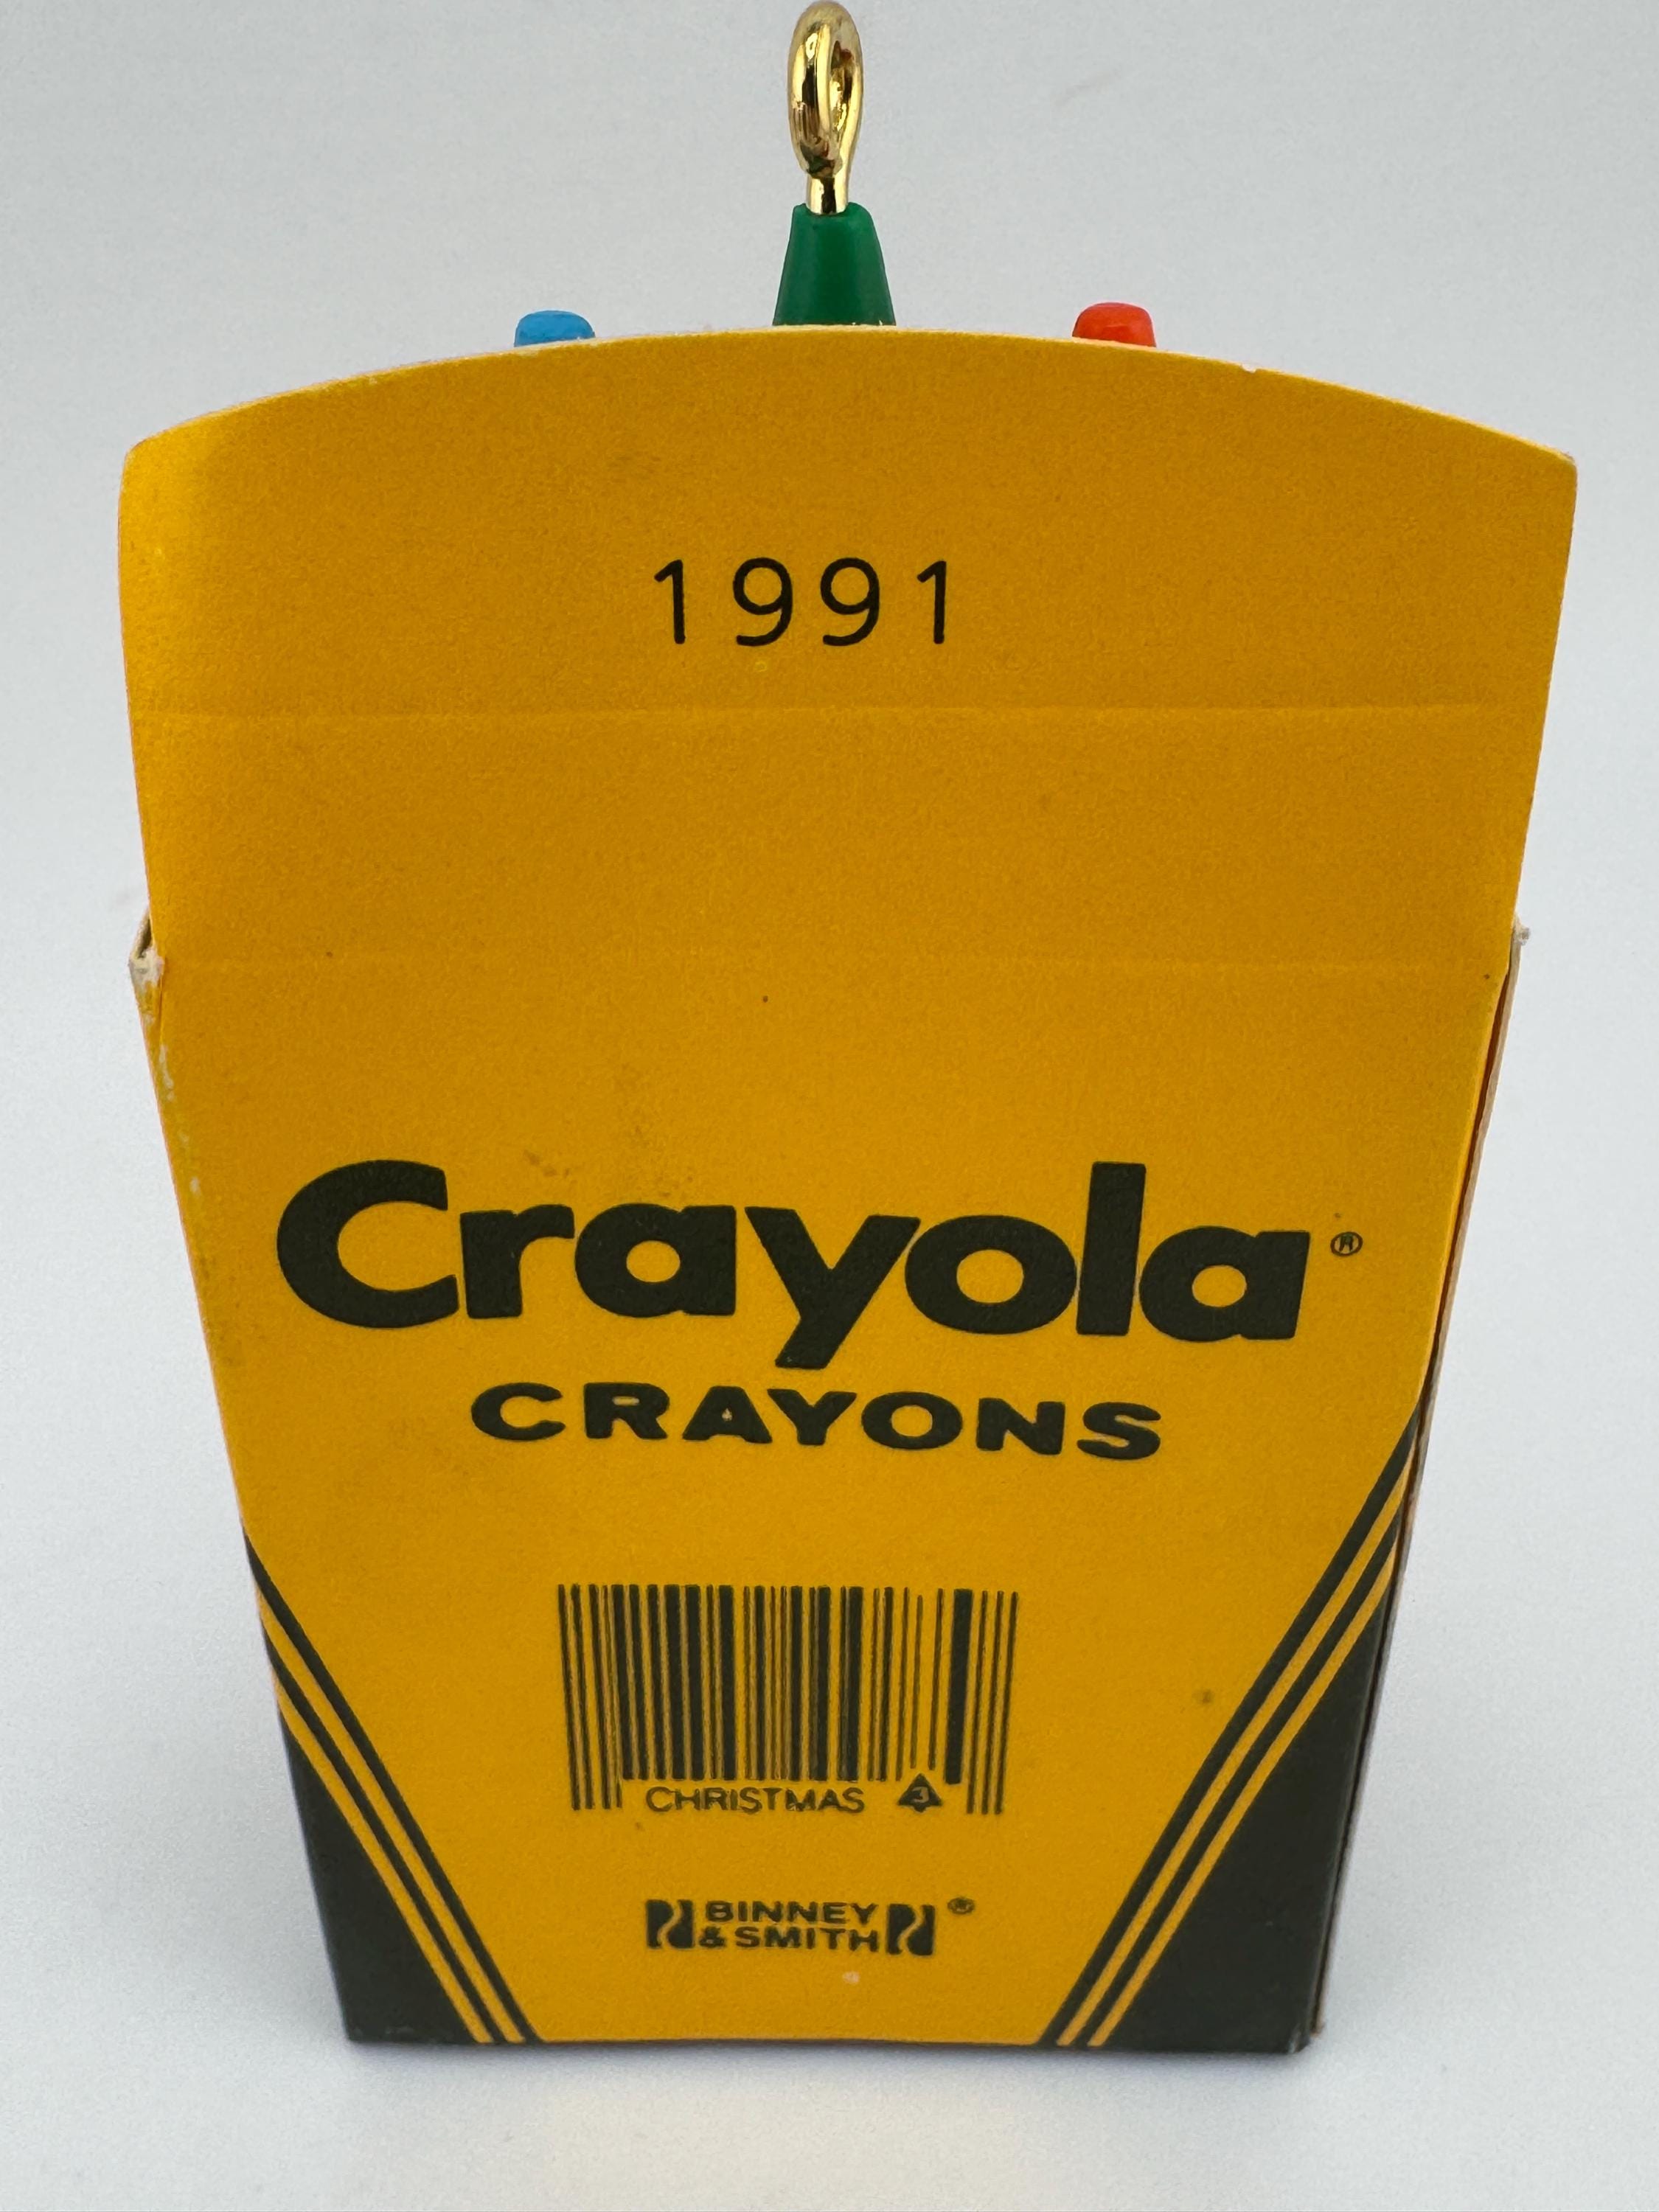 1991
Crayola®
CRAYONS
CHRISTMAS 3
BINNEY
& SMITH ®